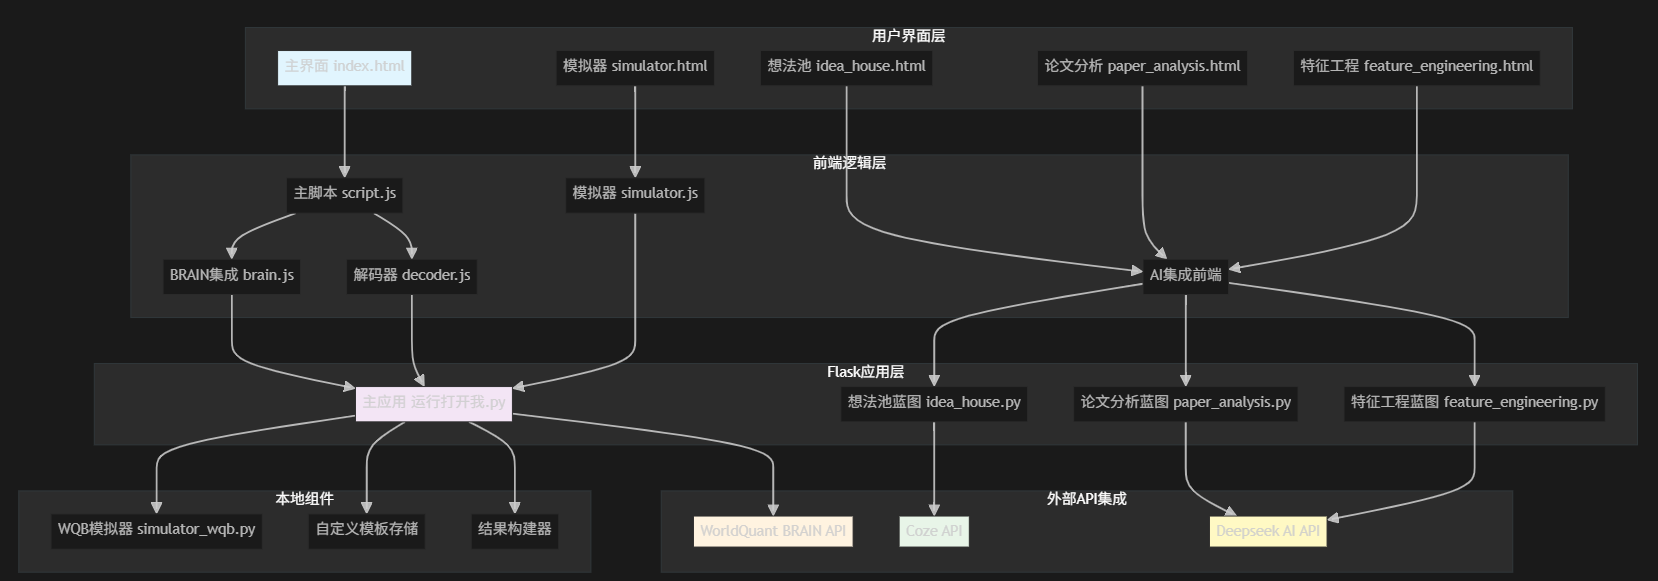 用户界面层
主界面 index.html
模拟器 simulator.html
想法池 idea_house.html
论文分析 paper_analysis.html
特征工程 feature_engineering.html
前端逻辑层
主脚本 script.js
模拟器 simulator.js
BRAIN集成 brain.js
解码器 decoder.js
AI集成前端
Flask应用层
主应用 运行打开我.py
想法池蓝图 idea_house.py
论文分析蓝图 paper_analysis.py
特征工程蓝图 feature_engineering.py
本地组件
WQB模拟器 simulator_wqb.py
自定义模板存储
结果构建器
外部API集成
WorldQuant BRAIN API
Coze API
Deepseek AI API